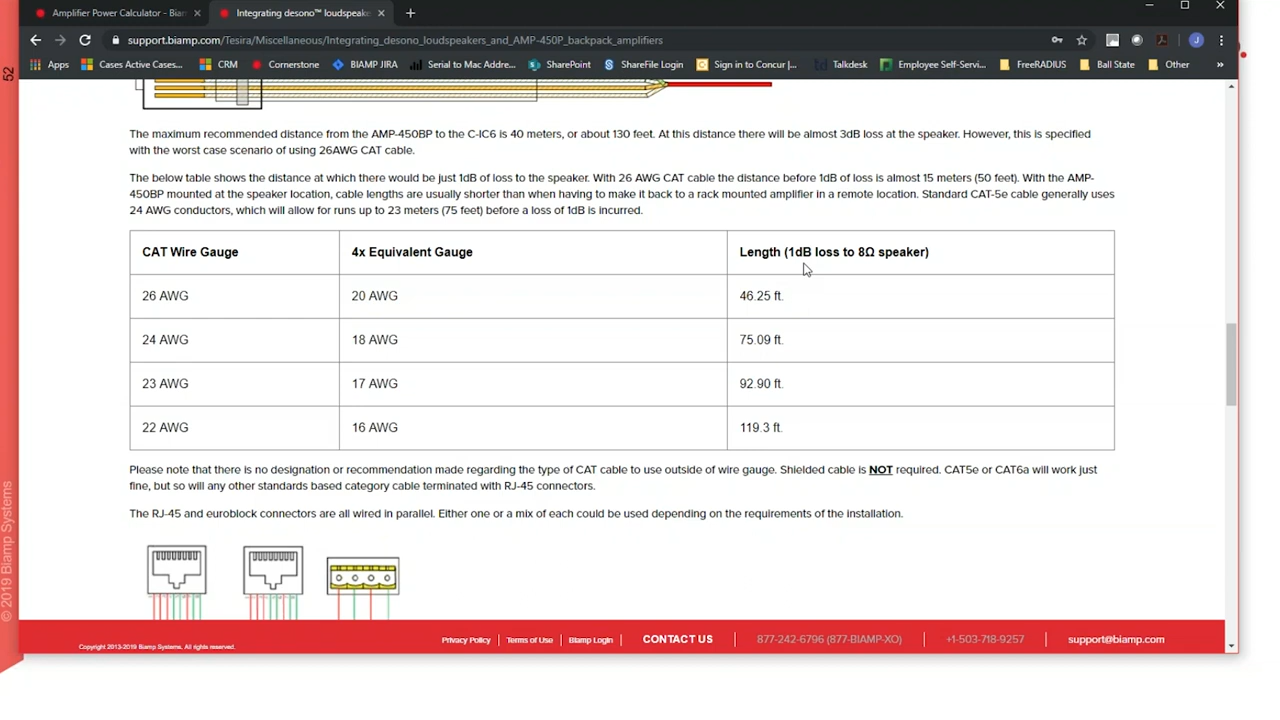 52
© 2019 Biamp Systems
Amplifier Power Calculator - Biam
Integrating desono™ loudspeake
support.biamp.com/Tesira/Miscellaneous/Integrating_desono_loudspeakers_and_AMP-450P_backpack_amplifiers
J
Apps
Cases Active Cases...
CRM
Cornerstone
BIAMP JIRA
Serial to Mac Addre...
SharePoint
ShareFile Login
Sign in to Concur |...
Talkdesk
Employee Self-Servi...
FreeRADIUS
Ball State
Other
»
The maximum recommended distance from the AMP-450BP to the C-IC6 is 40 meters, or about 130 feet. At this distance there will be almost 3dB loss at the speaker. However, this is specified
with the worst case scenario of using 26AWG CAT cable.
The below table shows the distance at which there would be just 1dB of loss to the speaker. With 26 AWG CAT cable the distance before 1dB of loss is almost 15 meters (50 feet). With the AMP-
450BP mounted at the speaker location, cable lengths are usually shorter than when having to make it back to a rack mounted amplifier in a remote location. Standard CAT-5e cable generally uses
24 AWG conductors, which will allow for runs up to 23 meters (75 feet) before a loss of 1dB is incurred.
CAT Wire Gauge 4x Equivalent Gauge Length (1dB loss to 8Ω speaker)
26 AWG 20 AWG 46.25 ft.
24 AWG 18 AWG 75.09 ft.
23 AWG 17 AWG 92.90 ft.
22 AWG 16 AWG 119.3 ft.
Please note that there is no designation or recommendation made regarding the type of CAT cable to use outside of wire gauge. Shielded cable is NOT required. CAT5e or CAT6a will work just
fine, but so will any other standards based category cable terminated with RJ-45 connectors.
The RJ-45 and euroblock connectors are all wired in parallel. Either one or a mix of each could be used depending on the requirements of the installation.
Copyright 2013-2019 Biamp Systems. All rights reserved.
Privacy Policy
Terms of Use
Biamp Login
CONTACT US
877-242-6796 (877-BIAMP-XO)
+1-503-718-9257
support@biamp.com